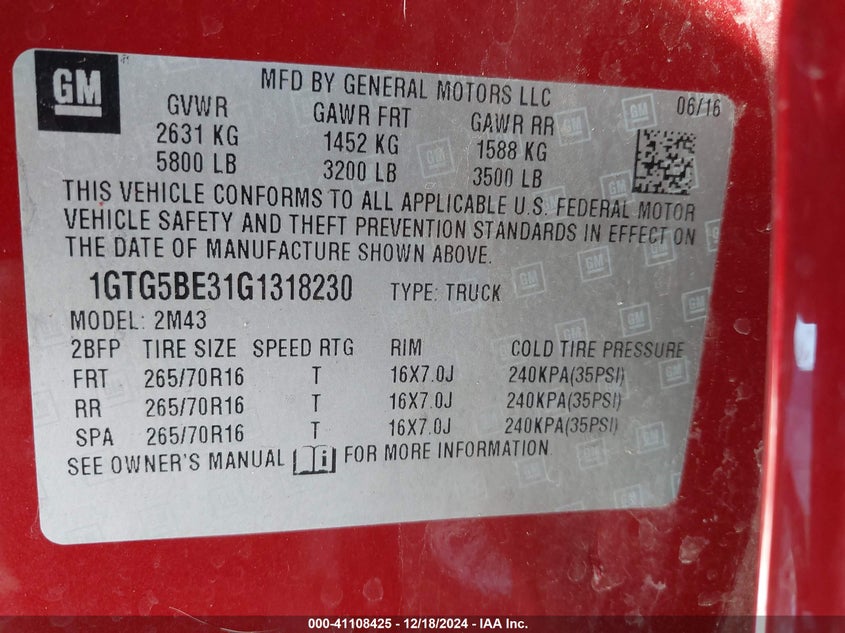 GM
MFD BY GENERAL MOTORS LLC
06/16
GVWR GAWR FRT GAWR RR
2631 KG 1452 KG 1588 KG
5800 LB 3200 LB 3500 LB
THIS VEHICLE CONFORMS TO ALL APPLICABLE U.S. FEDERAL MOTOR
VEHICLE SAFETY AND THEFT PREVENTION STANDARDS IN EFFECT ON
THE DATE OF MANUFACTURE SHOWN ABOVE.
1GTG5BE31G1318230 TYPE: TRUCK
MODEL: 2M43
2BFP TIRE SIZE SPEED RTG RIM COLD TIRE PRESSURE
FRT 265/70R16 T 16X7.0J 240KPA(35PSI)
RR 265/70R16 T 16X7.0J 240KPA(35PSI)
SPA 265/70R16 T 16X7.0J 240KPA(35PSI)
SEE OWNER'S MANUAL i FOR MORE INFORMATION
000-41108425 - 12/18/2024 - IAA Inc.